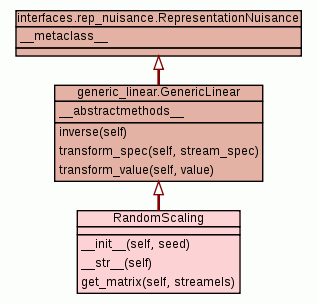 interfaces.rep_nuisance.RepresentationNuisance
__metaclass__
generic_linear.GenericLinear
__abstractmethods__
inverse(self)
transform_spec(self, stream_spec)
transform_value(self, value)
RandomScaling
__init__(self, seed)
__str__(self)
get_matrix(self, streamels)